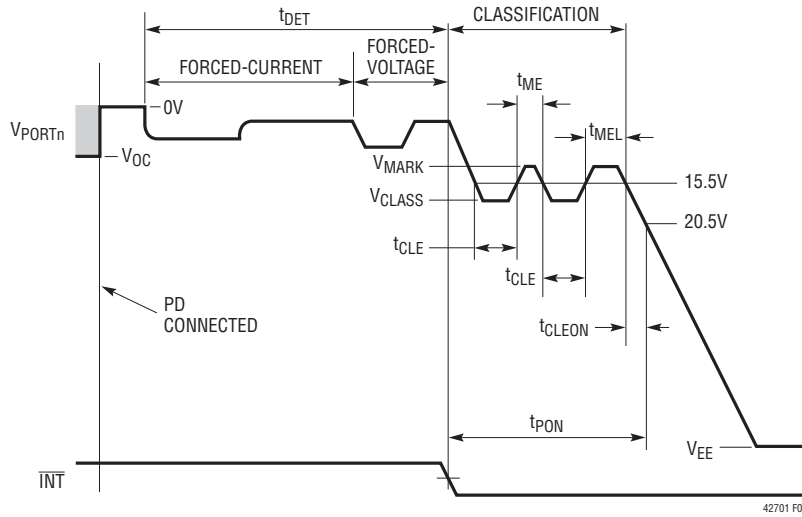 tDET
CLASSIFICATION
FORCED-CURRENT
FORCED-
VOLTAGE
tME
0V
VPORTn
VOC
tMEL
VMARK
15.5V
VCLASS
20.5V
tCLE
tCLE
PD
CONNECTED
tCLEON
tPON
VEE
INT
42701 F0